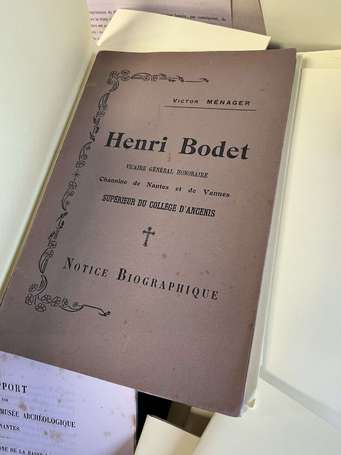 VICTOR MÉNAGER
Henri Bodet
VICAIRE GÉNÉRAL HONORAIRE
Chanoine de Nantes et de Vannes
SUPÉRIEUR DU COLLÈGE D'ANCENIS
NOTICE BIOGRAPHIQUE
PPORT
MUSÉE ARCHÉOLOGIQUE
NANTES